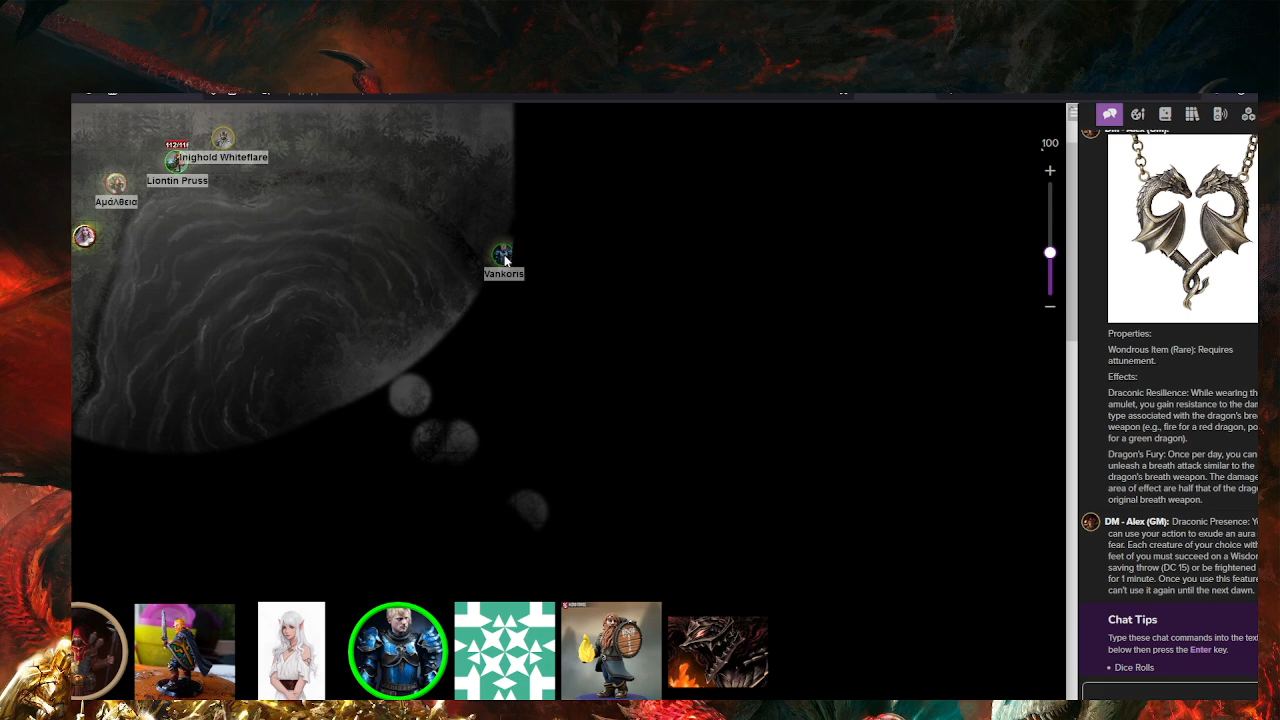 112/11
Inighold Whiteflare
Liontin Pruss
Αμάλθεια
Vankoris
100
DM - Alex (GM):
Properties:
Wondrous Item (Rare): Requires
attunement.
Effects:
Draconic Resilience: While wearing th
amulet, you gain resistance to the dar
type associated with the dragon's bre
weapon (e.g., fire for a red dragon, po
for a green dragon).
Dragon's Fury: Once per day, you can
unleash a breath attack similar to the
dragon's breath weapon. The damage
area of effect are half that of the drag
original breath weapon.
DM - Alex (GM): Draconic Presence: Y
can use your action to exude an aura
fear. Each creature of your choice with
feet of you must succeed on a Wisdo
saving throw (DC 15) or be frightened
for 1 minute. Once you use this feature
can't use it again until the next dawn.
Chat Tips
Type these chat commands into the text
below then press the Enter key.
• Dice Rolls